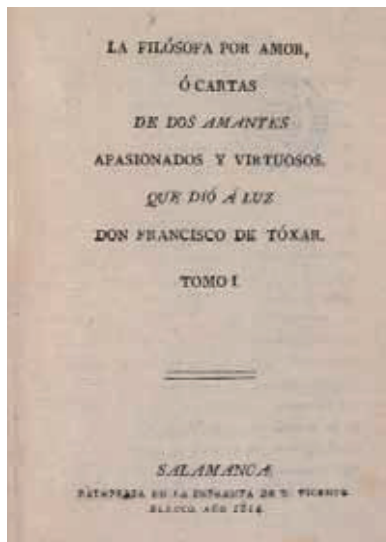 LA FILÓSOFA POR AMOR,
Ó CARTAS
DE DOS AMANTES
APASIONADOS Y VIRTUOSOS.
QUE DIÓ Á LUZ
DON FRANCISCO DE TÓXAR.
TOMO I.
SALAMANCA:
EN LA IMPRENTA DE D. VICENTE
BLANCO AÑO 1814